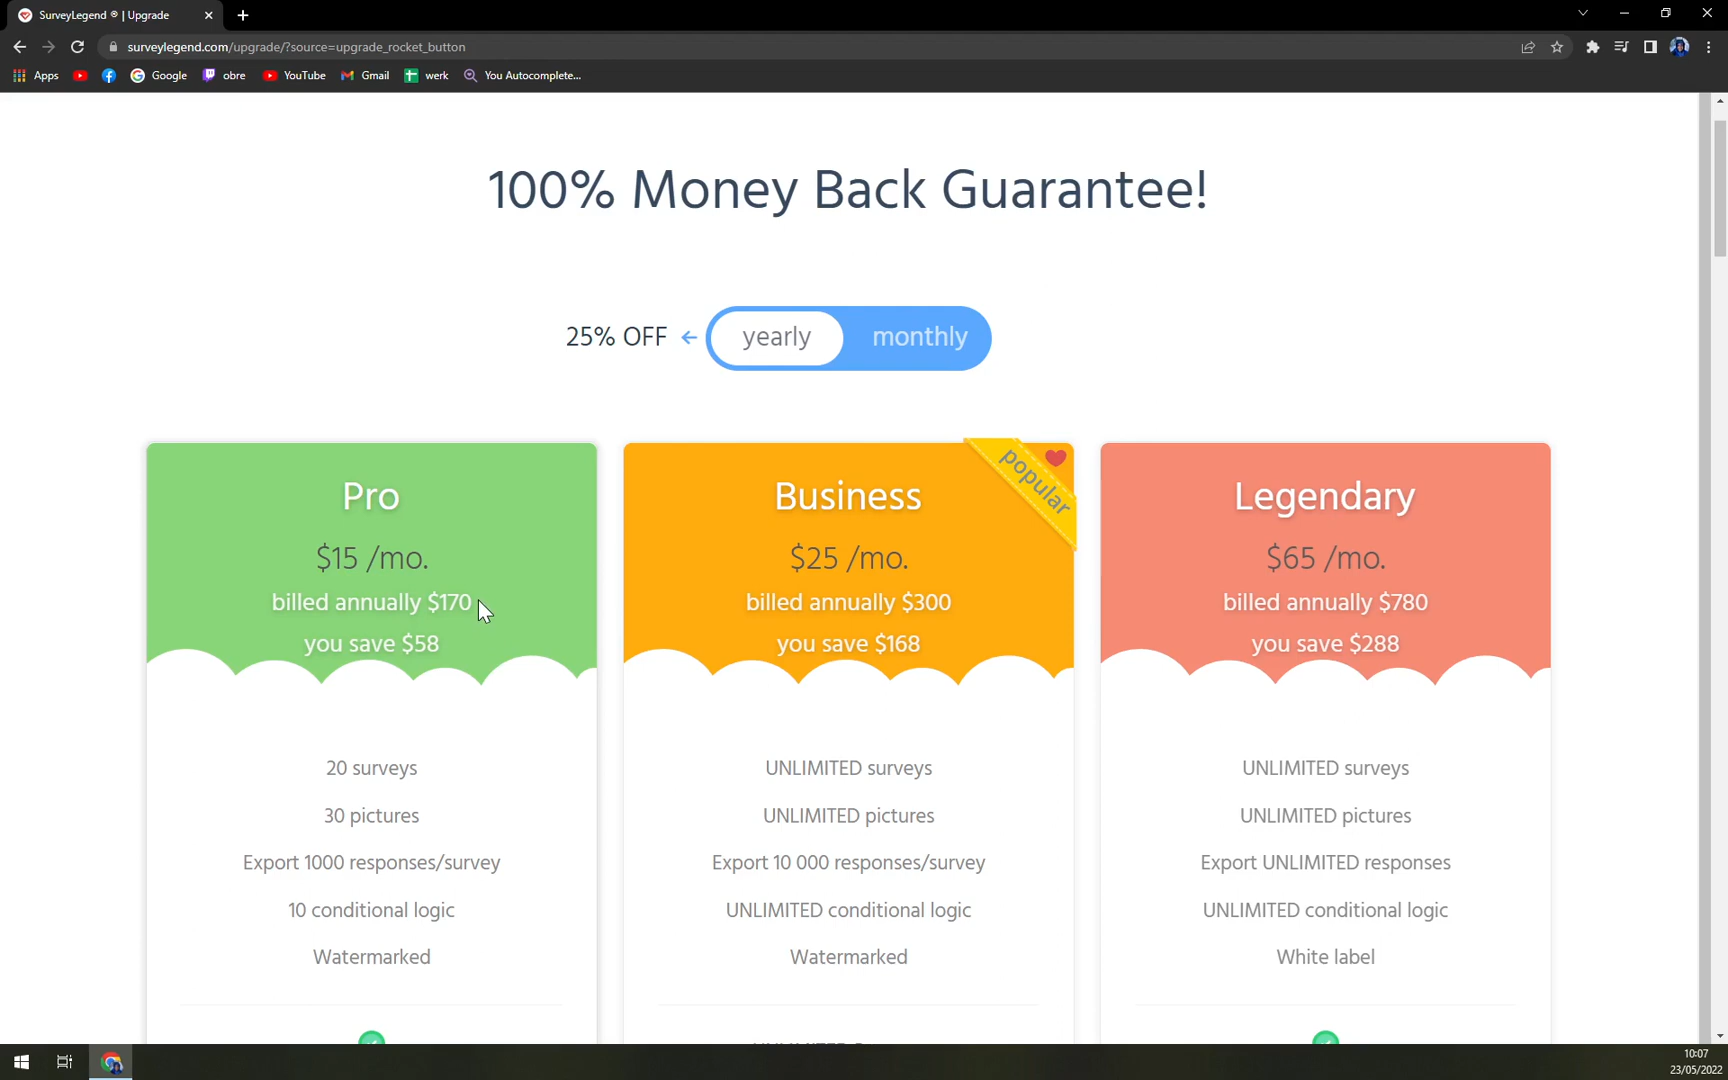 SurveyLegend ® | Upgrade
surveylegend.com/upgrade/?source=upgrade_rocket_button
Apps
Google
obre
YouTube
Gmail
werk
You Autocomplete...
100% Money Back Guarantee!
25% OFF ← yearly monthly
Pro
$15 /mo.
billed annually $170
you save $58
20 surveys
30 pictures
Export 1000 responses/survey
10 conditional logic
Watermarked
popular
Business
$25 /mo.
billed annually $300
you save $168
UNLIMITED surveys
UNLIMITED pictures
Export 10 000 responses/survey
UNLIMITED conditional logic
Watermarked
Legendary
$65 /mo.
billed annually $780
you save $288
UNLIMITED surveys
UNLIMITED pictures
Export UNLIMITED responses
UNLIMITED conditional logic
White label
10:07
23/05/2022